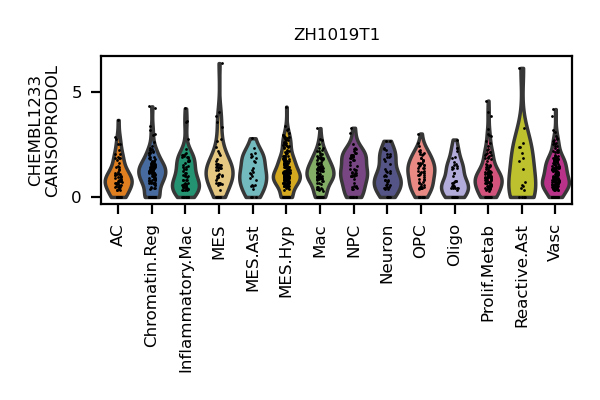 ZH1019T1
CHEMBL1233
CARISOPRODOL
5
0
AC
Chromatin.Reg
Inflammatory.Mac
MES
MES.Ast
MES.Hyp
Mac
NPC
Neuron
OPC
Oligo
Prolif.Metab
Reactive.Ast
Vasc